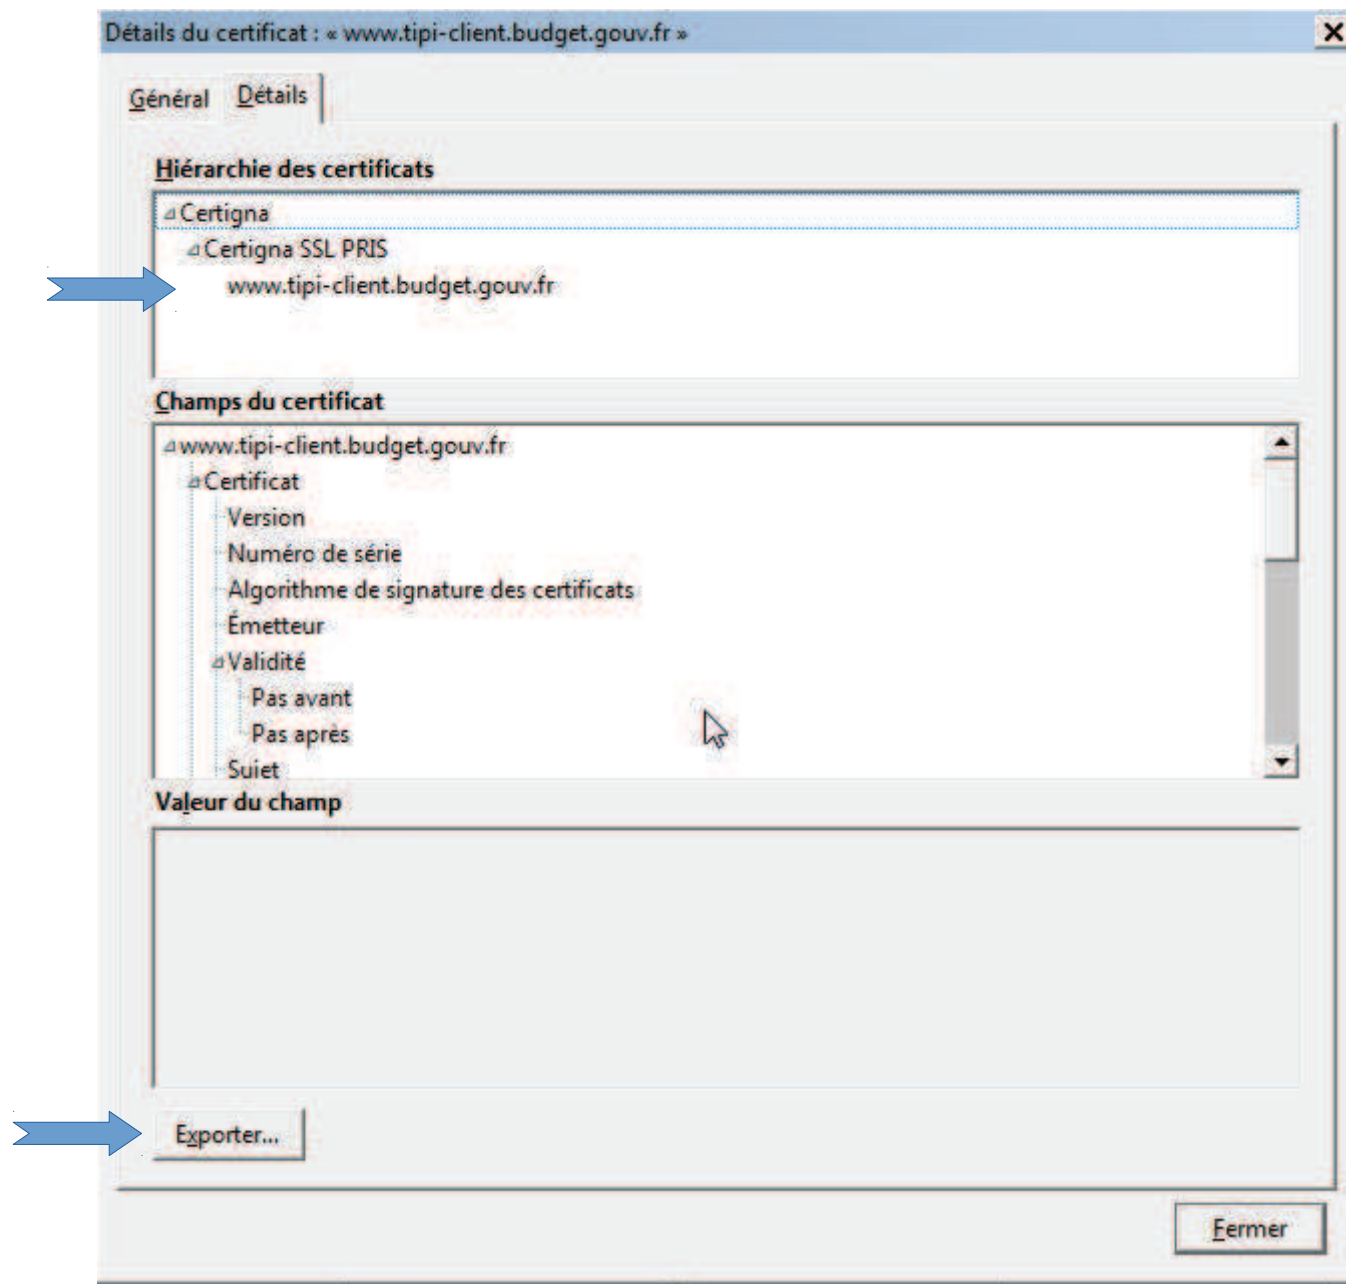 Détails du certificat : « www.tipi-client.budget.gouv.fr »
Général Détails
Hiérarchie des certificats
Certigna
Certigna SSL PRIS
www.tipi-client.budget.gouv.fr
Champs du certificat
www.tipi-client.budget.gouv.fr
Certificat
Version
Numéro de série
Algorithme de signature des certificats
Émetteur
Validité
Pas avant
Pas après
Sujet
Valeur du champ
Exporter...
Fermer